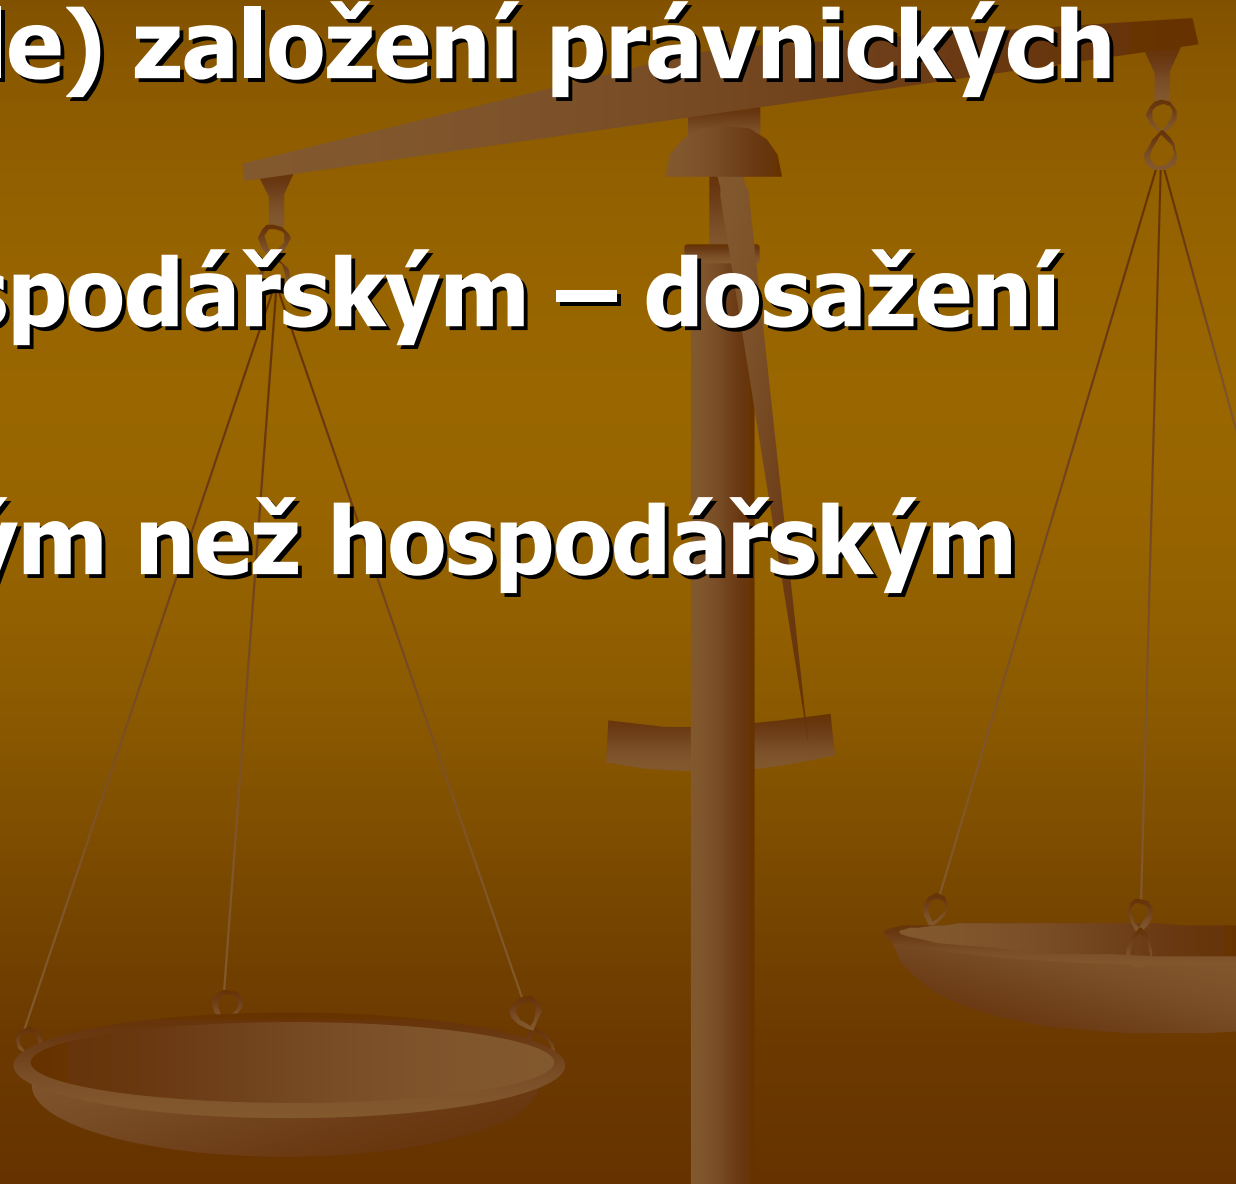 le) založení právnických
spodářským – dosažení
ým než hospodářským